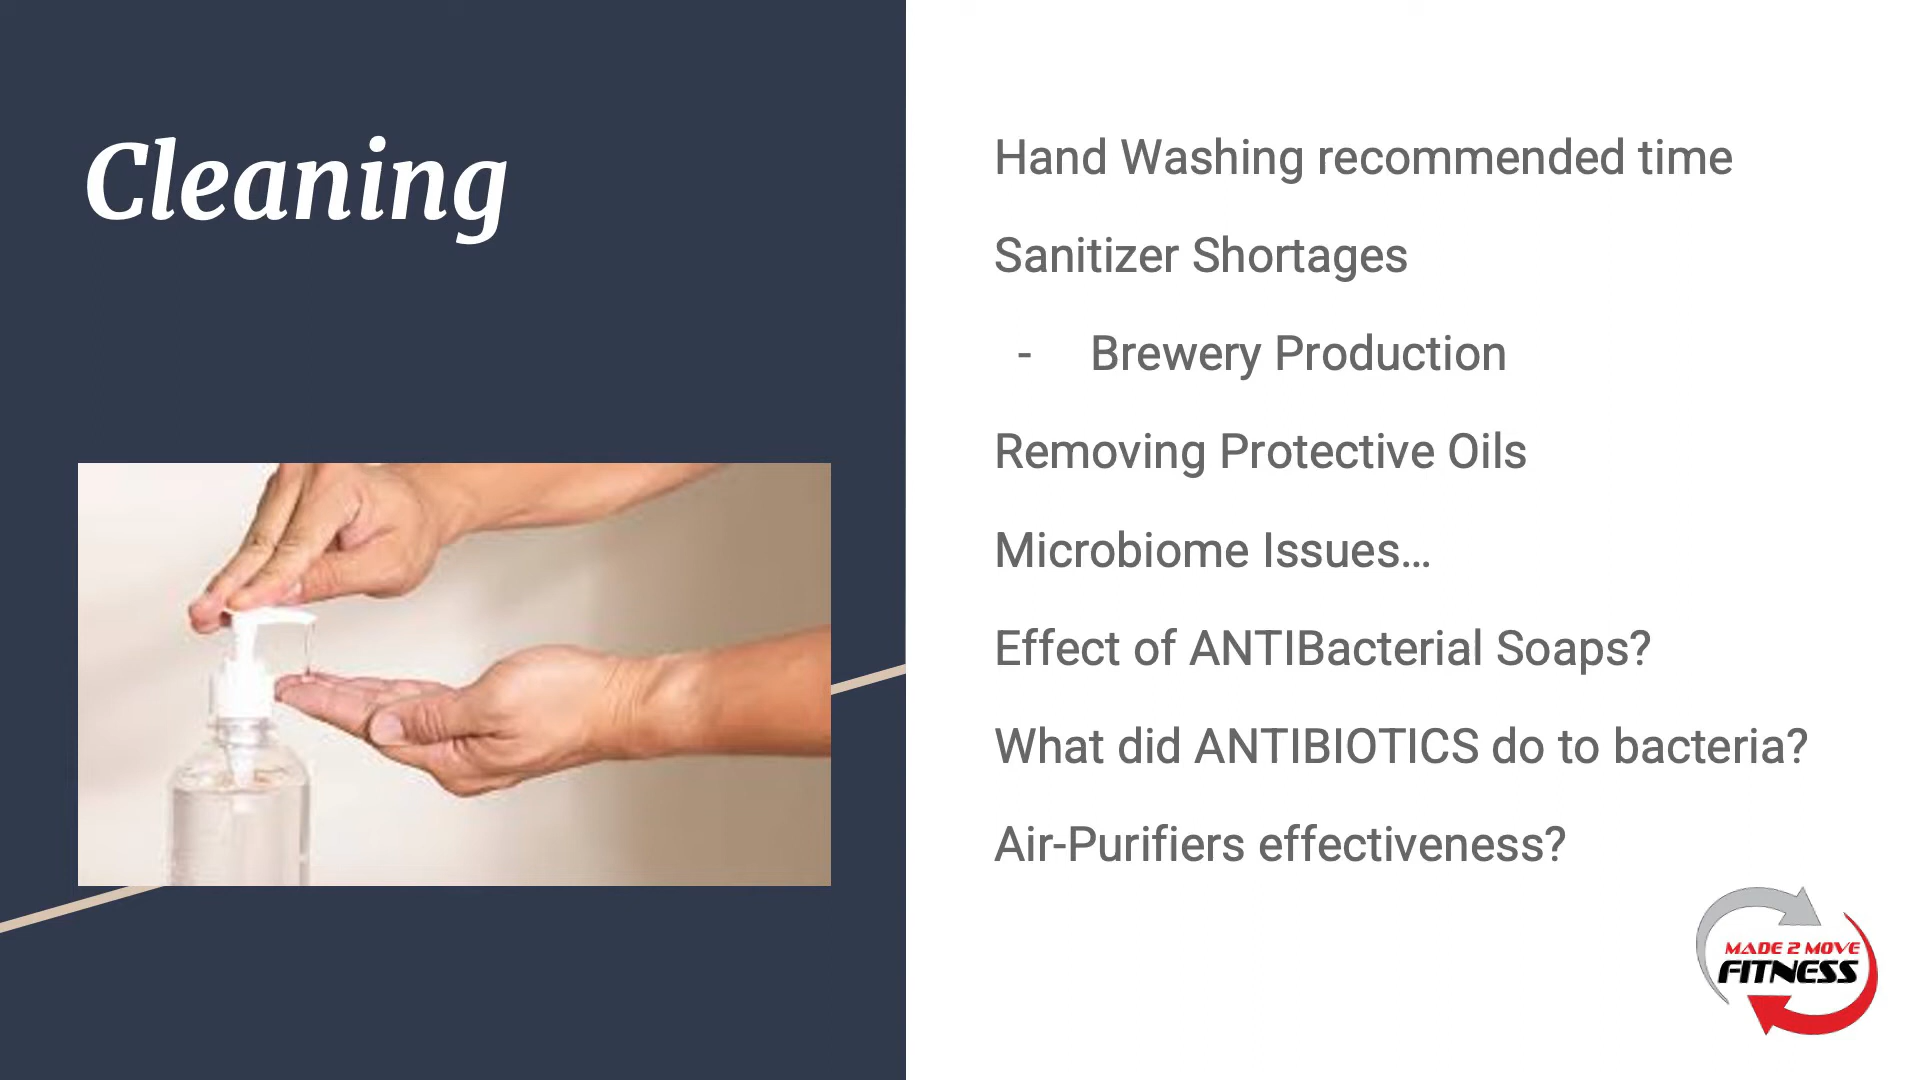 Cleaning
Hand Washing recommended time
Sanitizer Shortages
- Brewery Production
Removing Protective Oils
Microbiome Issues...
Effect of ANTIBacterial Soaps?
What did ANTIBIOTICS do to bacteria?
Air-Purifiers effectiveness?
MADE 2 MOVE
FITNESS